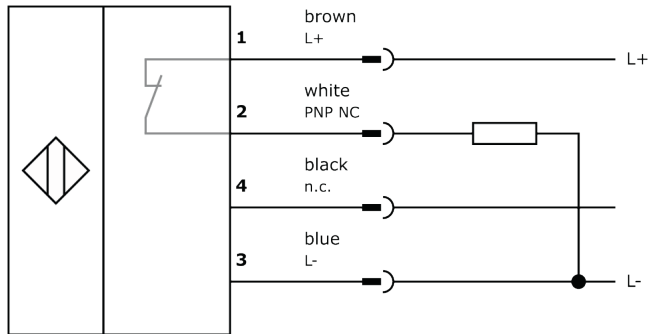 brown
1 L+
L+
white
2 PNP NC
black
4 n.c.
blue
3 L-
L-